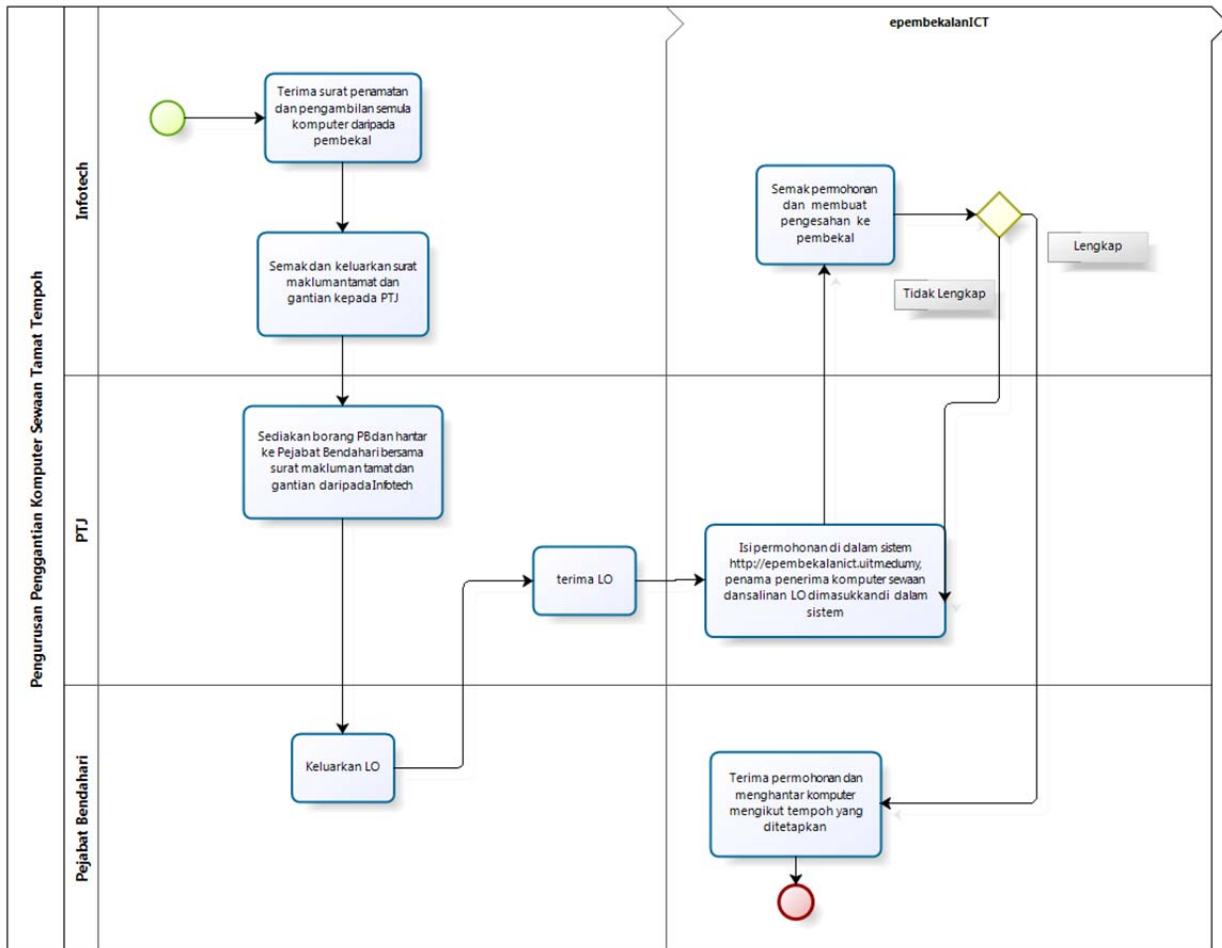 epembekalanICT
Pengurusan Penggantian Komputer Sewaan Tamat Tempoh
Infotech
Terima surat penamatan
dan pengambilan semula
komputer daripada
pembekal
Semak dan keluarkan surat
makluman tamat dan
gantian kepada PTJ
Semak permohonan
dan membuat
pengesahan ke
pembekal
Lengkap
Tidak Lengkap
PTJ
Sediakan borang PB dan hantar
ke Pejabat Bendahari bersama
surat makluman tamat dan
gantian daripada Infotech
terima LO
Isi permohonan di dalam sistem
http://epembekalanict.uitm.edu.my,
penama penerima komputer sewaan
dan salinan LO dimasukkan di dalam
sistem
Pejabat Bendahari
Keluarkan LO
Terima permohonan dan
menghantar komputer
mengikut tempoh yang
ditetapkan